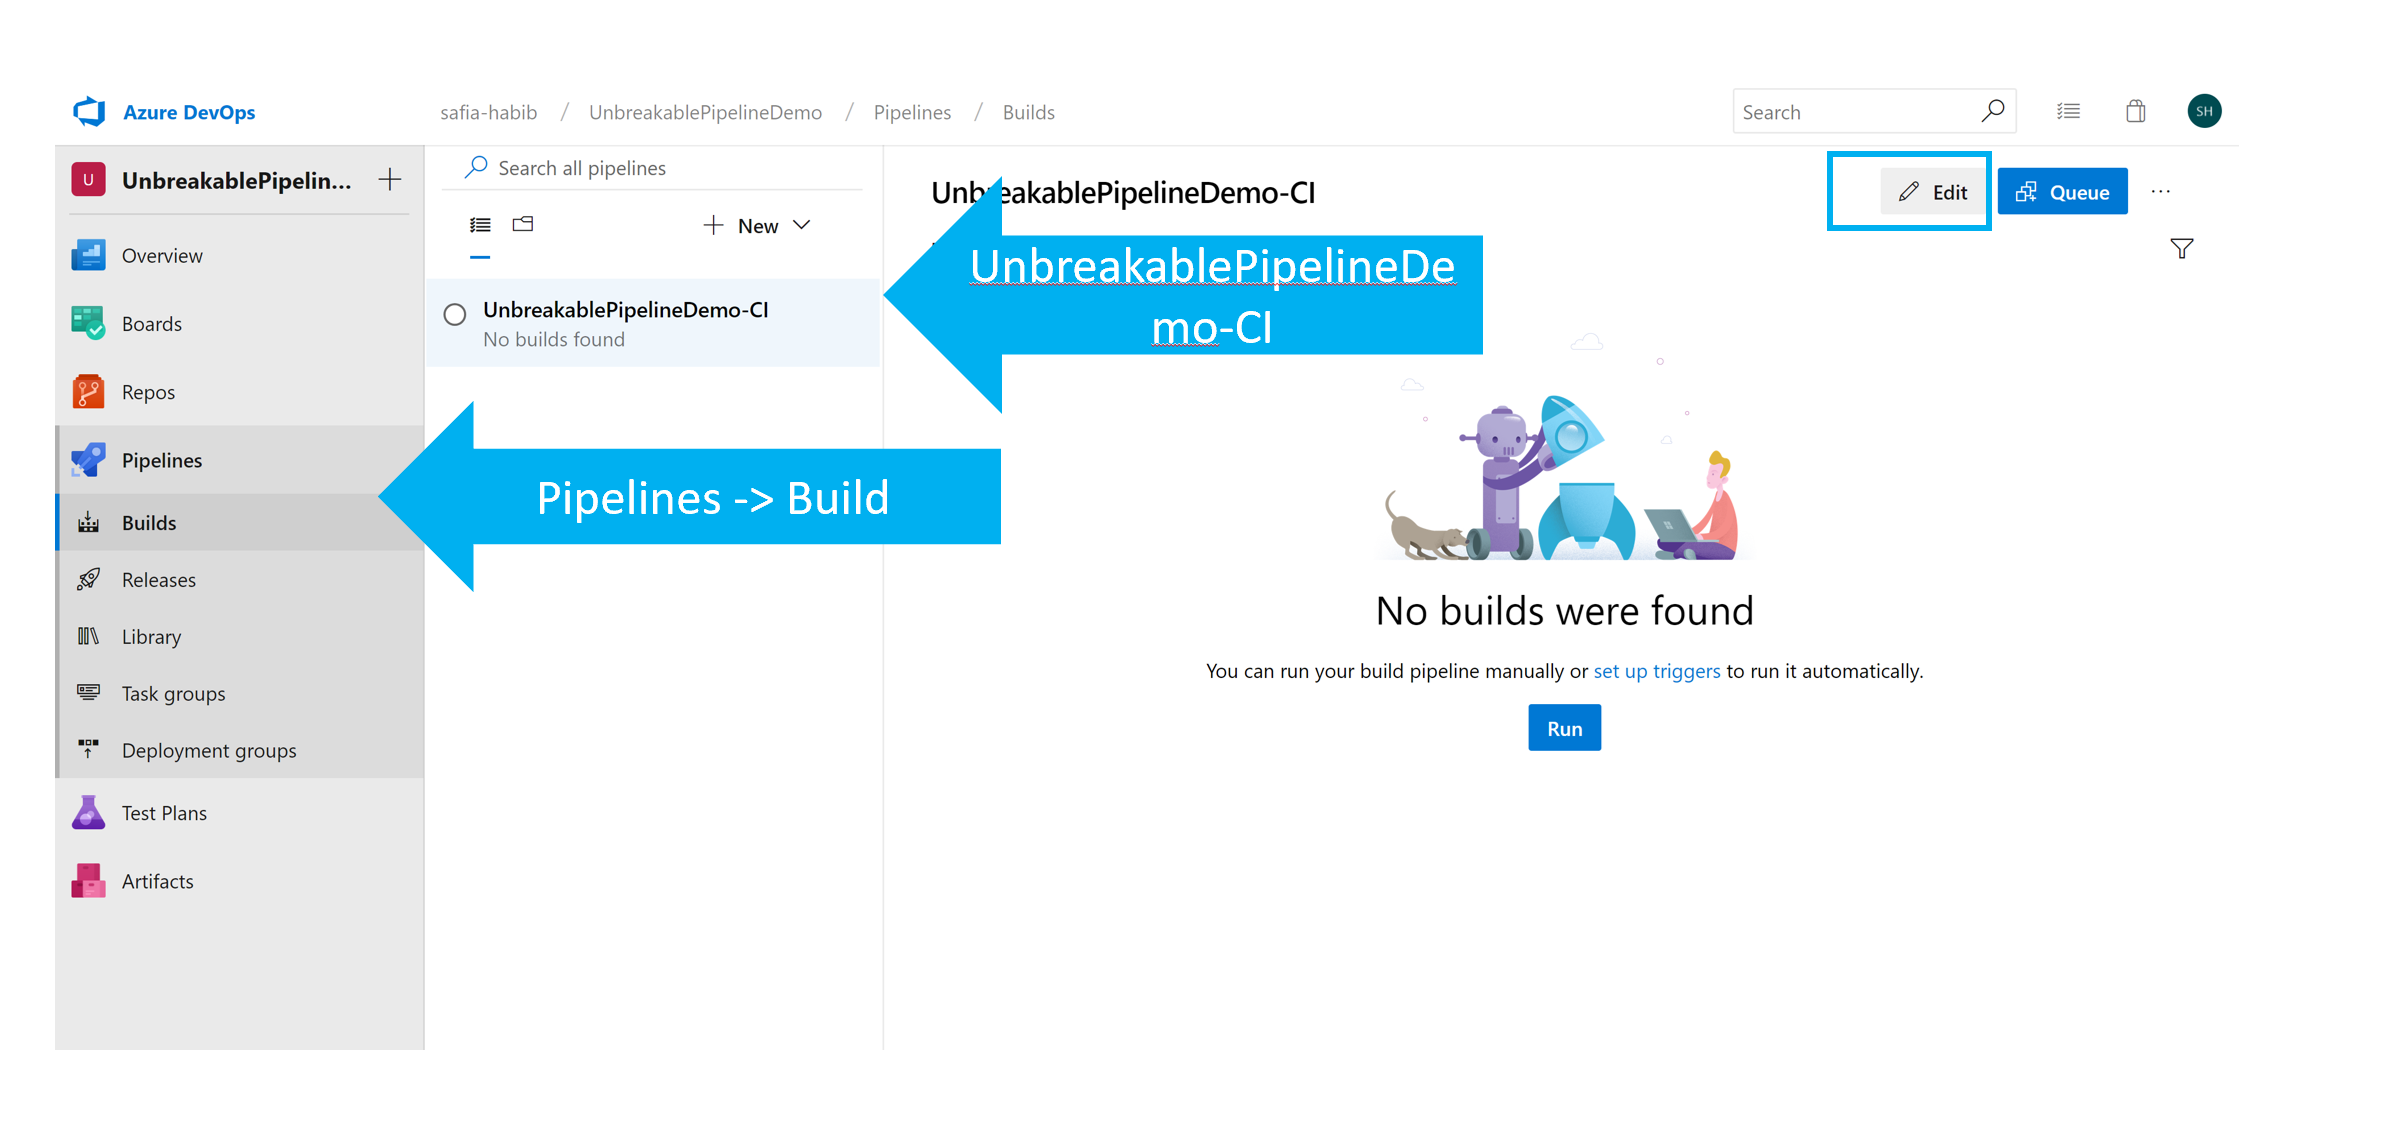 Azure DevOps
safia-habib / UnbreakablePipelineDemo / Pipelines / Builds
Search
SH
U
UnbreakablePipelin...
Overview
Boards
Repos
Pipelines
Builds
Releases
Library
Task groups
Deployment groups
Test Plans
Artifacts
Search all pipelines
New
UnbreakablePipelineDemo-CI
No builds found
UnbreakablePipelineDemo-CI
Edit
Queue
...
UnbreakablePipelineDe
mo-CI
Pipelines -> Build
No builds were found
You can run your build pipeline manually or set up triggers to run it automatically.
Run